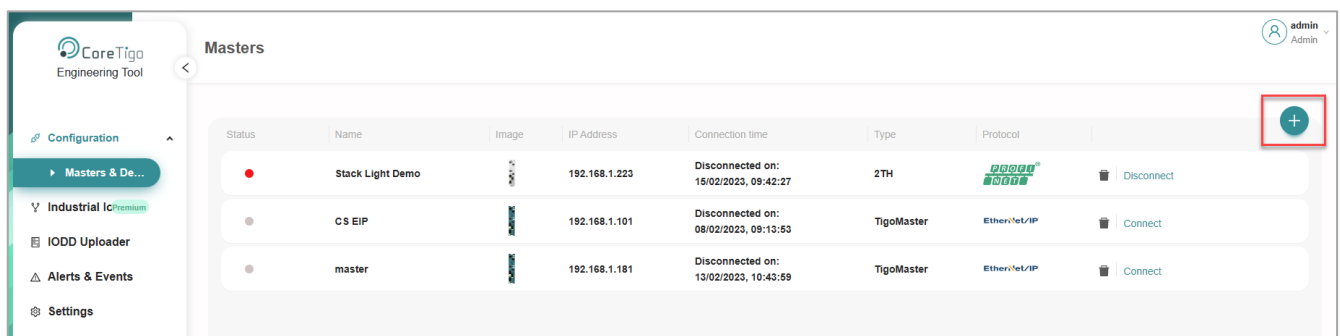 CoreTigo
Engineering Tool
Masters
admin
Admin
Configuration
Masters & De...
Industrial Io
Premium
IODD Uploader
Alerts & Events
Settings
Status Name Image IP Address Connection time Type Protocol
Stack Light Demo 192.168.1.223 Disconnected on: 15/02/2023, 09:42:27 2TH PROFI NET Disconnect
CS EIP 192.168.1.101 Disconnected on: 08/02/2023, 09:13:53 TigoMaster EtherNet/IP Connect
master 192.168.1.181 Disconnected on: 13/02/2023, 10:43:59 TigoMaster EtherNet/IP Connect